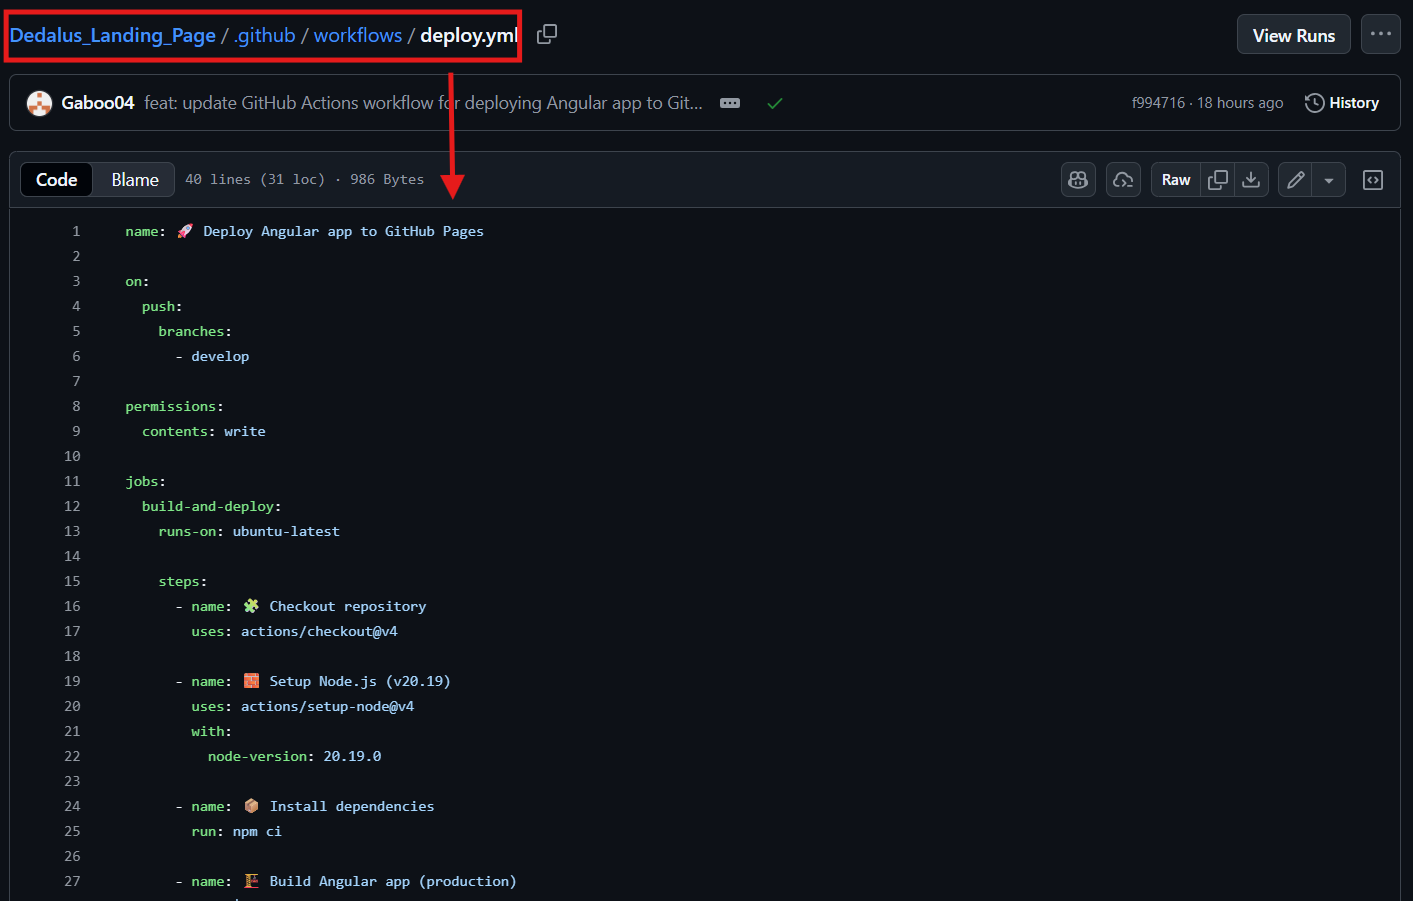 Dedalus_Landing_Page / .github / workflows / deploy.yml
View Runs
Gaboo04 feat: update GitHub Actions workflow for deploying Angular app to Git...
f994716 · 18 hours ago
History
Code
Blame
40 lines (31 loc) · 986 Bytes
Raw
1 name: 🚀 Deploy Angular app to GitHub Pages
2
3 on:
4 push:
5 branches:
6 - develop
7
8 permissions:
9 contents: write
10
11 jobs:
12 build-and-deploy:
13 runs-on: ubuntu-latest
14
15 steps:
16 - name: 🧩 Checkout repository
17 uses: actions/checkout@v4
18
19 - name: 🧱 Setup Node.js (v20.19)
20 uses: actions/setup-node@v4
21 with:
22 node-version: 20.19.0
23
24 - name: 📦 Install dependencies
25 run: npm ci
26
27 - name: 🏗️ Build Angular app (production)